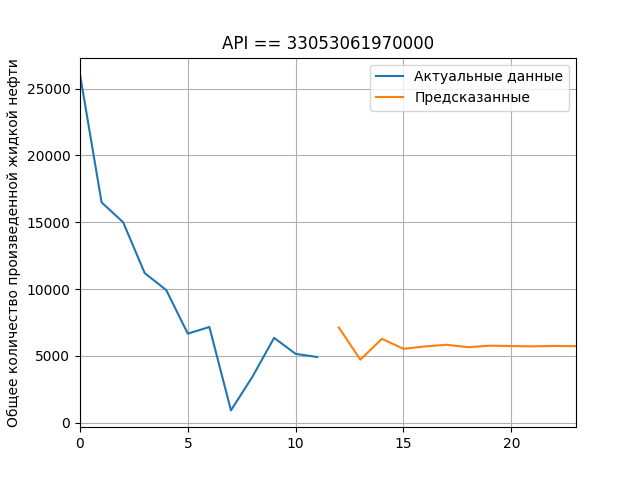 API == 33053061970000
Общее количество произведенной жидкой нефти
Актуальные данные
Предсказанные
25000
20000
15000
10000
5000
0
0 5 10 15 20